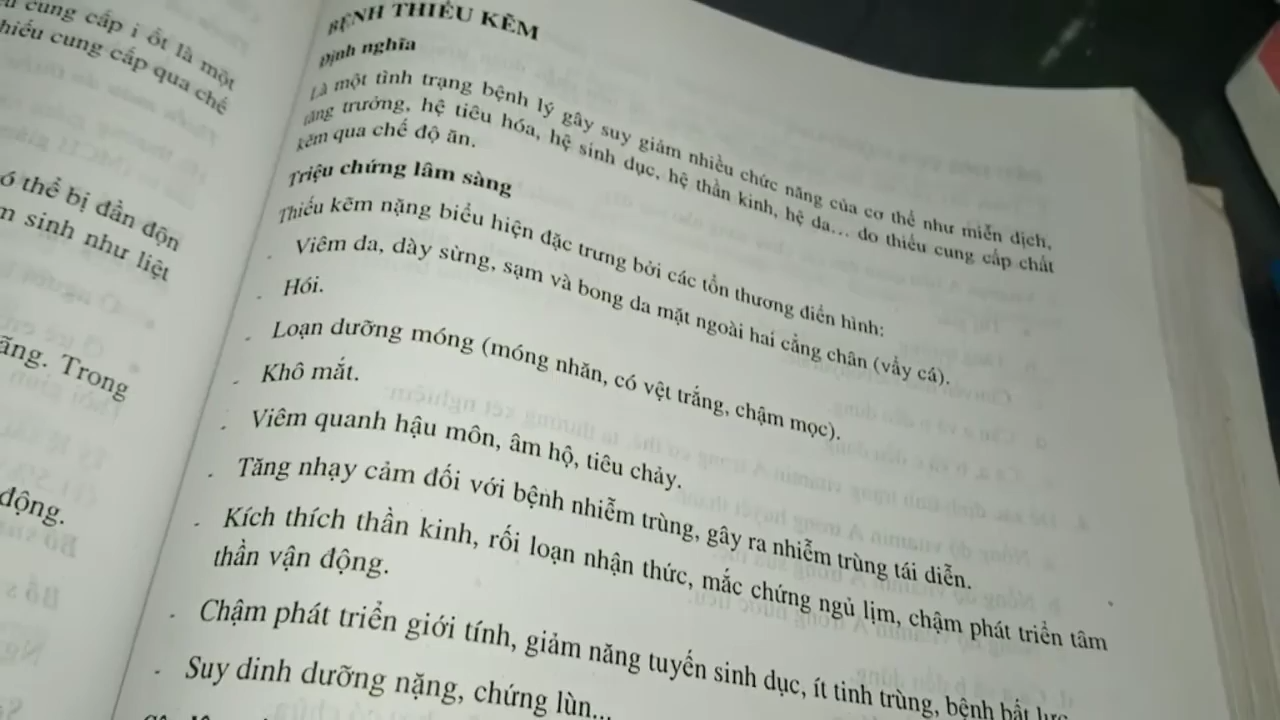 cung cấp i ốt là một
thiếu cung cấp qua chế
có thể bị đần độn
sinh như liệt
Trong
động.
BỆNH THIẾU KẼM
Định nghĩa
Là một tình trạng bệnh lý gây suy giảm nhiều chức năng của cơ thể như miễn dịch,
tăng trưởng, hệ tiêu hóa, hệ sinh dục, hệ thần kinh, hệ da... do thiếu cung cấp chất
kẽm qua chế độ ăn.
Triệu chứng lâm sàng
Thiếu kẽm nặng biểu hiện đặc trưng bởi các tổn thương điển hình:
- Viêm da, dày sừng, sạm và bong da mặt ngoài hai cẳng chân (vẩy cá).
- Hói.
- Loạn dưỡng móng (móng nhăn, có vệt trắng, chậm mọc).
- Khô mắt.
- Viêm quanh hậu môn, âm hộ, tiêu chảy.
- Tăng nhạy cảm đối với bệnh nhiễm trùng, gây ra nhiễm trùng tái diễn.
- Kích thích thần kinh, rối loạn nhận thức, mắc chứng ngủ lịm, chậm phát triển tâm
thần vận động.
- Chậm phát triển giới tính, giảm năng tuyến sinh dục, ít tinh trùng, bệnh bất lực
- Suy dinh dưỡng nặng, chứng lùn...